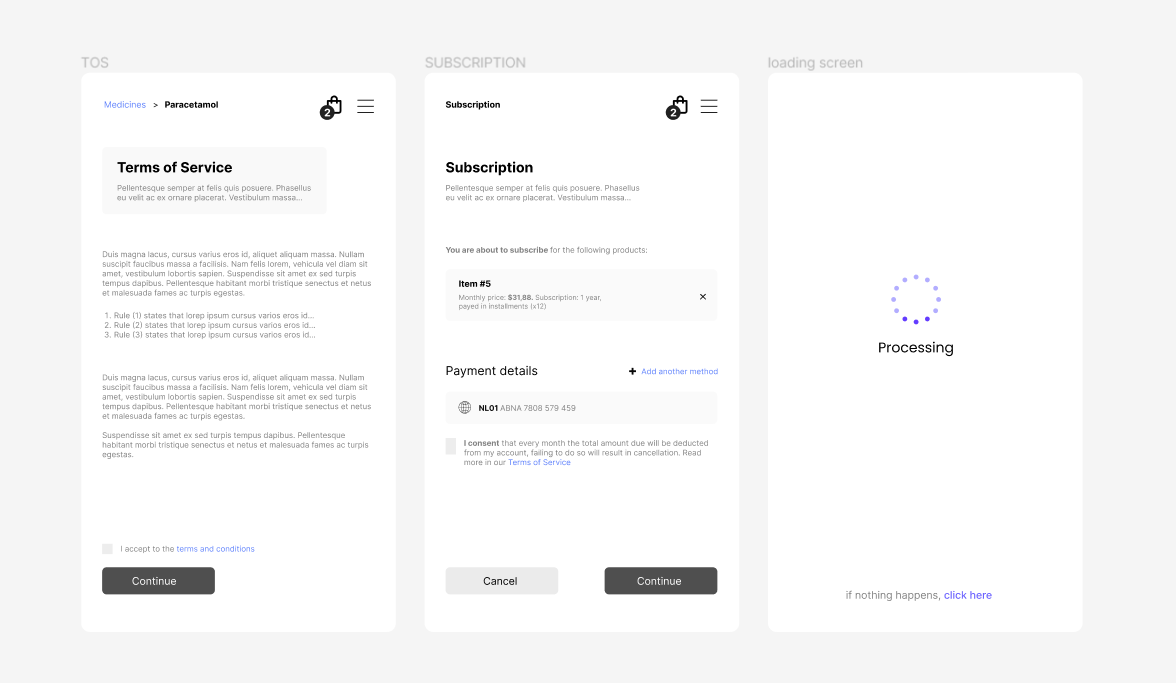 TOS
Medicines > Paracetamol
2
Terms of Service
Pellentesque semper at felis quis posuere. Phasellus
eu velit ac ex ornare placerat. Vestibulum massa...
Duis magna lacus, cursus varius eros id, aliquet aliquam massa. Nullam
suscipit faucibus massa a facilisis. Nam felis lorem, vehicula vel diam sit
amet, vestibulum lobortis sapien. Suspendisse sit amet ex sed turpis
tempus dapibus. Pellentesque habitant morbi tristique senectus et netus
et malesuada fames ac turpis egestas.
1. Rule (1) states that lorep ipsum cursus varios eros id...
2. Rule (2) states that lorep ipsum cursus varios eros id...
3. Rule (3) states that lorep ipsum cursus varios eros id...
Duis magna lacus, cursus varius eros id, aliquet aliquam massa. Nullam
suscipit faucibus massa a facilisis. Nam felis lorem, vehicula vel diam sit
amet, vestibulum lobortis sapien. Suspendisse sit amet ex sed turpis
tempus dapibus. Pellentesque habitant morbi tristique senectus et netus
et malesuada fames ac turpis egestas.
Suspendisse sit amet ex sed turpis tempus dapibus. Pellentesque
habitant morbi tristique senectus et netus et malesuada fames ac turpis
egestas.
I accept to the terms and conditions
Continue
SUBSCRIPTION
Subscription
2
Subscription
Pellentesque semper at felis quis posuere. Phasellus
eu velit ac ex ornare placerat. Vestibulum massa...
You are about to subscribe for the following products:
Item #5
Monthly price: $31,88. Subscription: 1 year,
payed in installments (x12)
Payment details
Add another method
NL01 ABNA 7808 579 459
I consent that every month the total amount due will be deducted
from my account, failing to do so will result in cancellation. Read
more in our Terms of Service
Cancel
Continue
loading screen
Processing
if nothing happens, click here